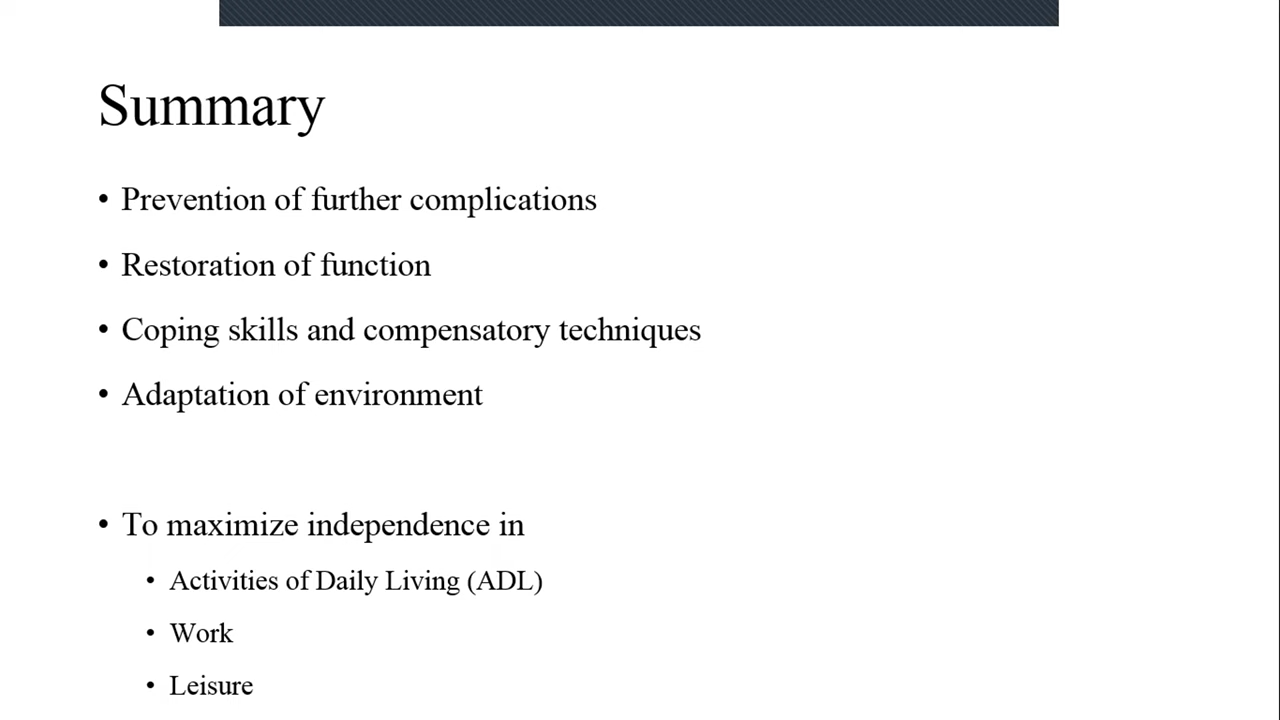 Summary
• Prevention of further complications
• Restoration of function
• Coping skills and compensatory techniques
• Adaptation of environment
• To maximize independence in
• Activities of Daily Living (ADL)
• Work
• Leisure